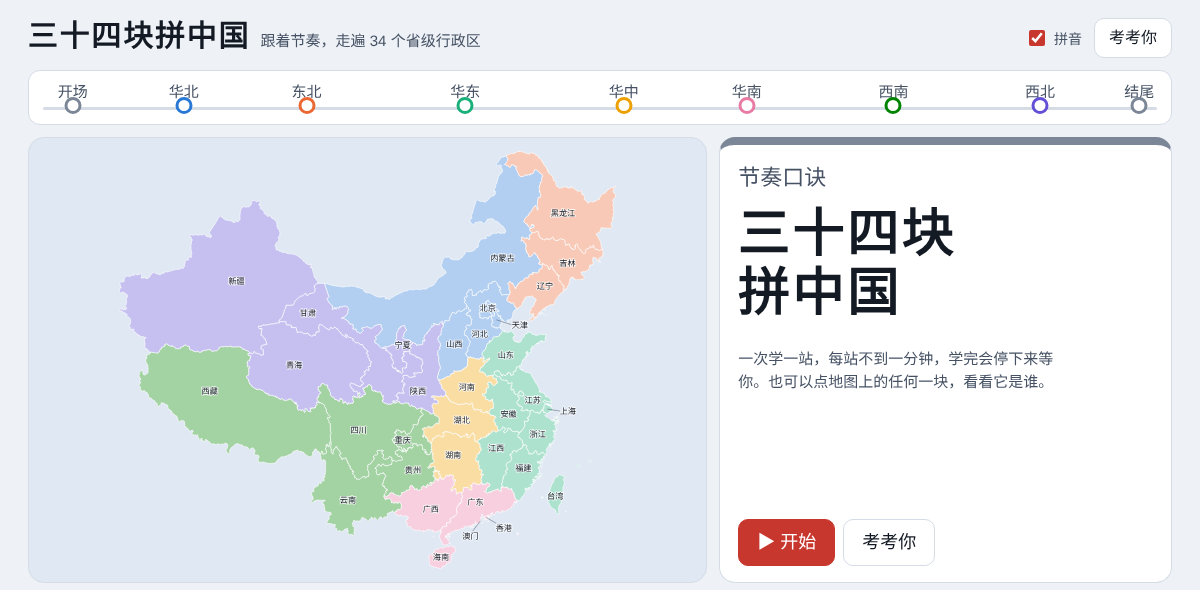 三十四块拼中国 跟着节奏，走遍 34 个省级行政区
拼音
考考你
开场 华北 东北 华东 华中 华南 西南 西北 结尾
黑龙江
内蒙古
吉林
新疆
辽宁
北京
甘肃
天津
河北
宁夏
山西
山东
青海
西藏
陕西
河南
江苏
上海
安徽
湖北
四川
浙江
重庆
江西
湖南
贵州
福建
台湾
云南
广东
广西
香港
澳门
海南
节奏口诀
三十四块
拼中国
一次学一站，每站不到一分钟，学完会停下来等
你。也可以点地图上的任何一块，看看它是谁。
▶ 开始
考考你